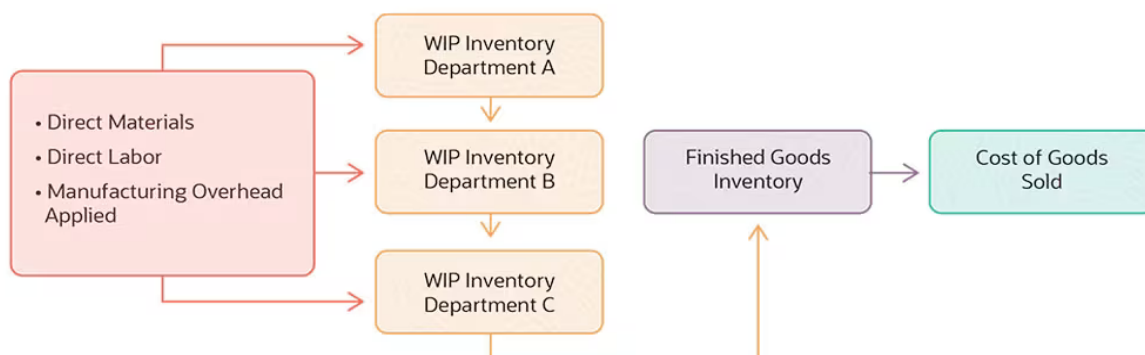 • Direct Materials
• Direct Labor
• Manufacturing Overhead
Applied
WIP Inventory
Department A
WIP Inventory
Department B
WIP Inventory
Department C
Finished Goods
Inventory
Cost of Goods
Sold